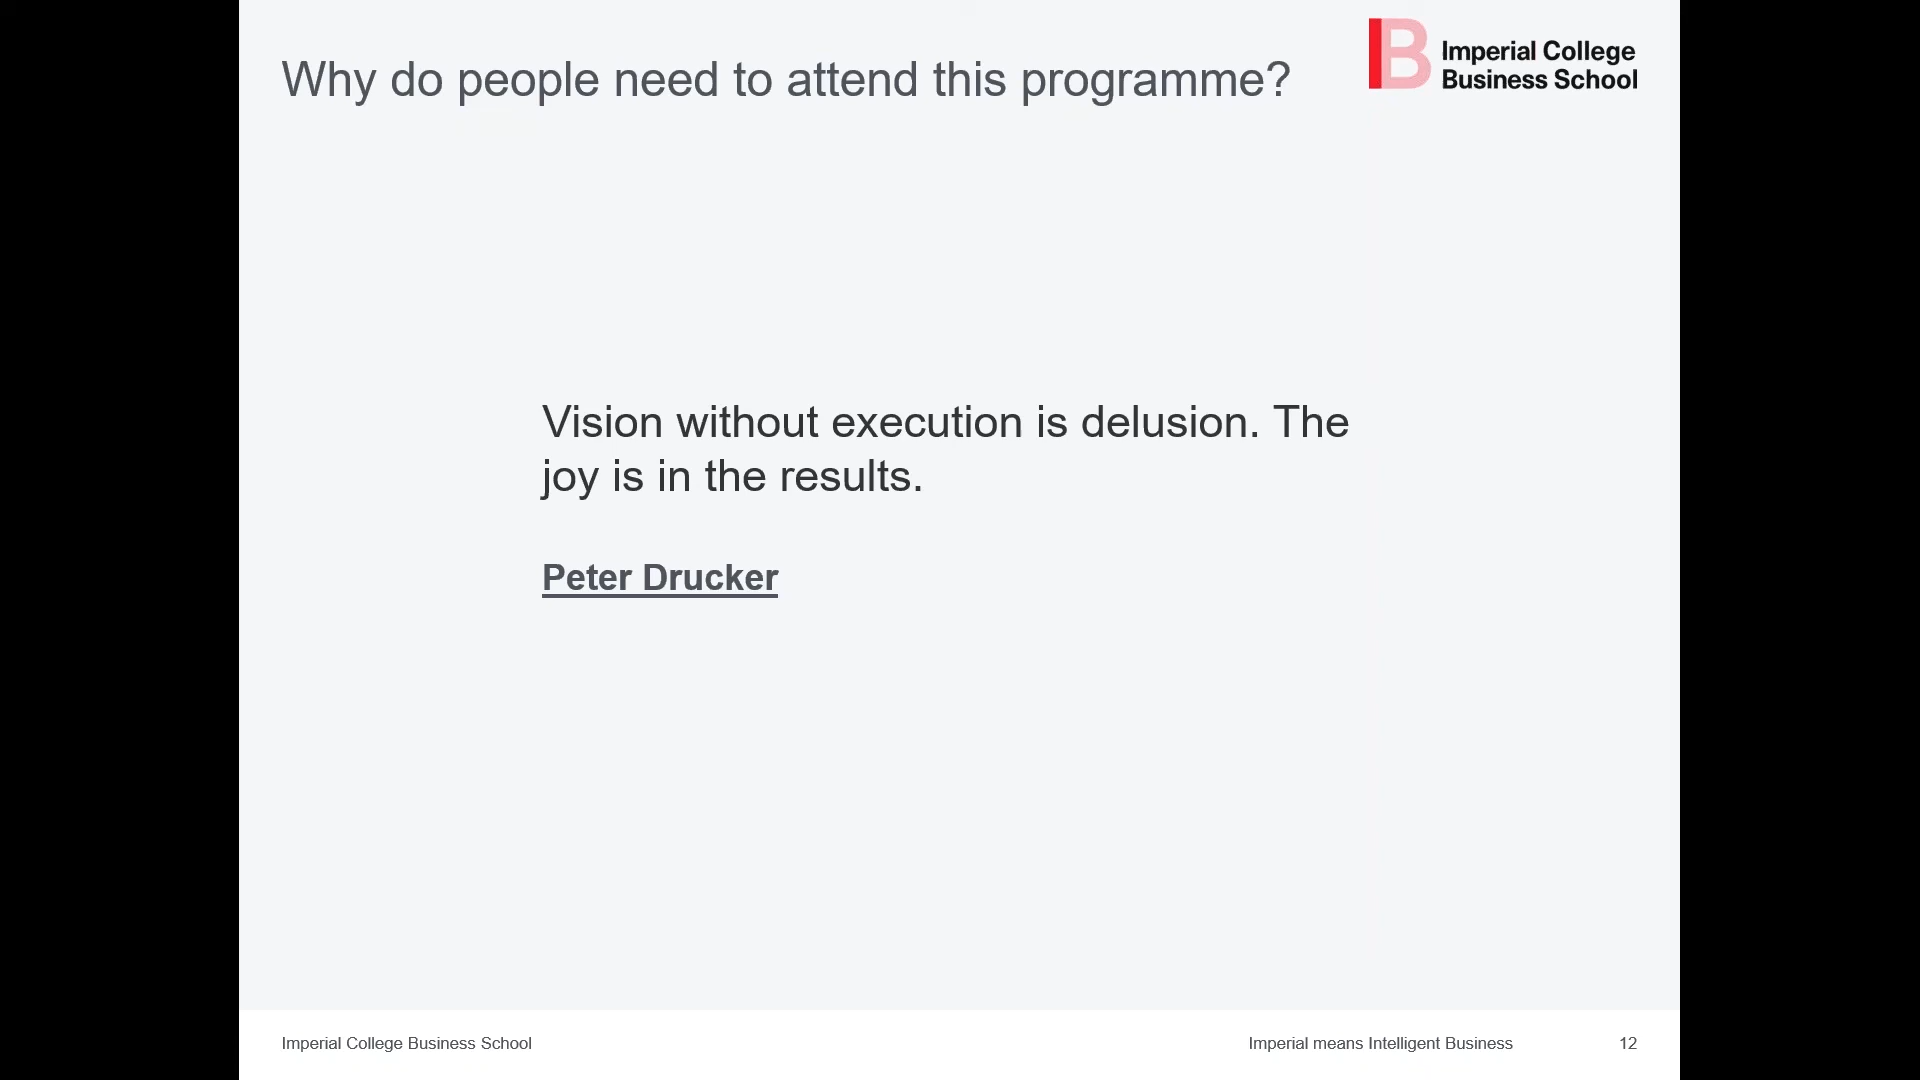 Why do people need to attend this programme?
IB Imperial College
Business School
Vision without execution is delusion. The
joy is in the results.
Peter Drucker
Imperial College Business School
Imperial means Intelligent Business
12